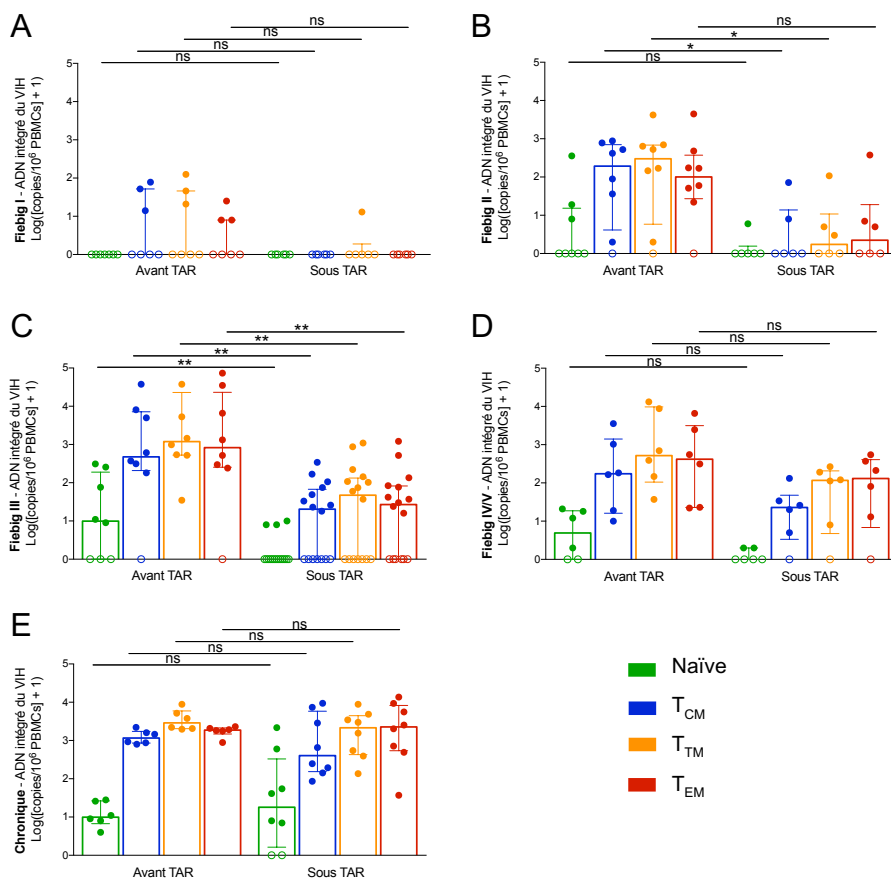 A
ns
ns
ns
ns
Fiebig I - ADN intégré du VIH
Log([copies/10⁶ PBMCs] + 1)
5
4
3
2
1
0
Avant TAR
Sous TAR
B
ns
*
*
ns
Fiebig II - ADN intégré du VIH
Log([copies/10⁶ PBMCs] + 1)
5
4
3
2
1
0
Avant TAR
Sous TAR
C
**
**
**
**
Fiebig III - ADN intégré du VIH
Log([copies/10⁶ PBMCs] + 1)
5
4
3
2
1
0
Avant TAR
Sous TAR
D
ns
ns
ns
ns
Fiebig IV/V - ADN intégré du VIH
Log([copies/10⁶ PBMCs] + 1)
5
4
3
2
1
0
Avant TAR
Sous TAR
E
ns
ns
ns
ns
Chronique - ADN intégré du VIH
Log([copies/10⁶ PBMCs] + 1)
5
4
3
2
1
0
Avant TAR
Sous TAR
Naïve
T_CM
T_TM
T_EM